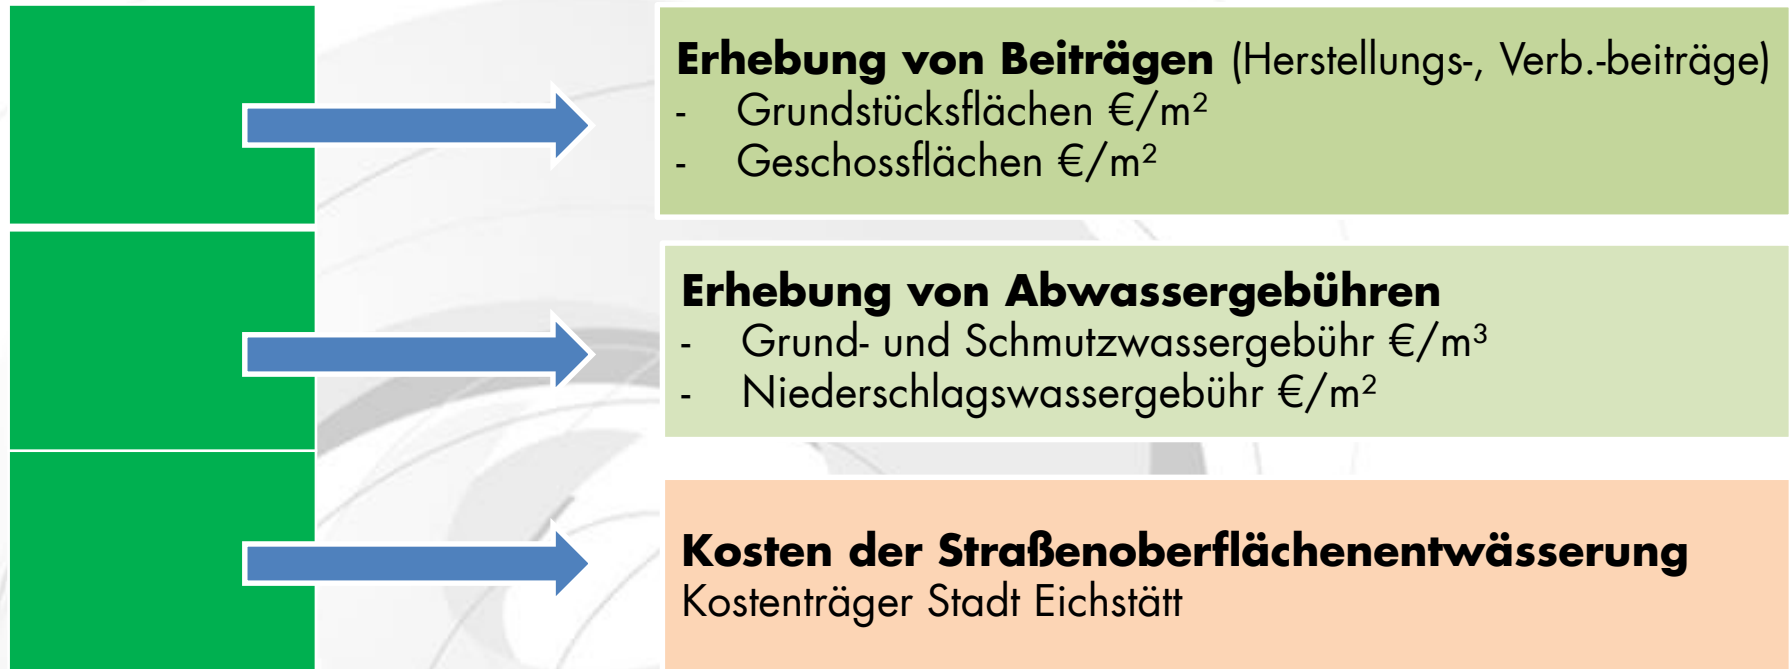 Erhebung von Beiträgen (Herstellungs-, Verb.-beiträge)
- Grundstücksflächen €/m²
- Geschossflächen €/m²
Erhebung von Abwassergebühren
- Grund- und Schmutzwassergebühr €/m³
- Niederschlagswassergebühr €/m²
Kosten der Straßenoberflächenentwässerung
Kostenträger Stadt Eichstätt